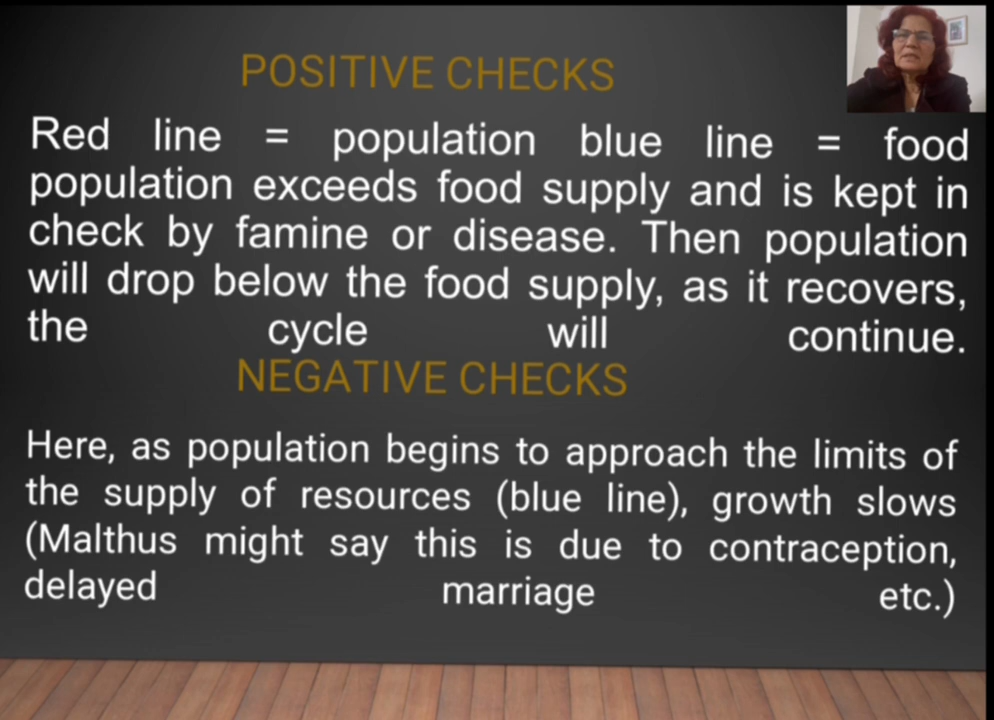 POSITIVE CHECKS
Red line = population blue line = food
population exceeds food supply and is kept in
check by famine or disease. Then population
will drop below the food supply, as it recovers,
the cycle will continue.
NEGATIVE CHECKS
Here, as population begins to approach the limits of
the supply of resources (blue line), growth slows
(Malthus might say this is due to contraception,
delayed marriage etc.)